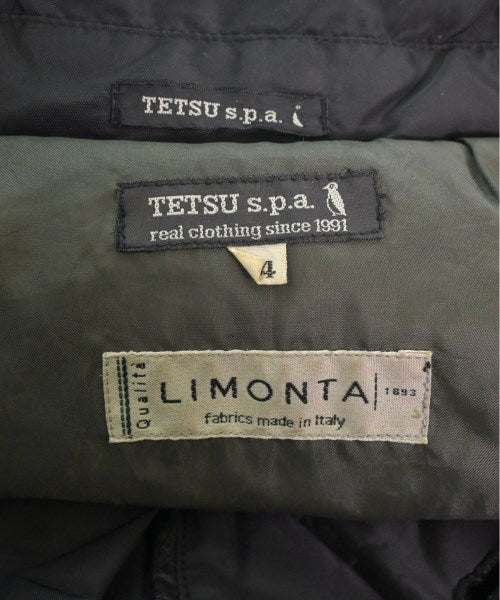 TETSU s.p.a.
TETSU s.p.a.
real clothing since 1991
4
Qualità
LIMONTA 1893
fabrics made in Italy